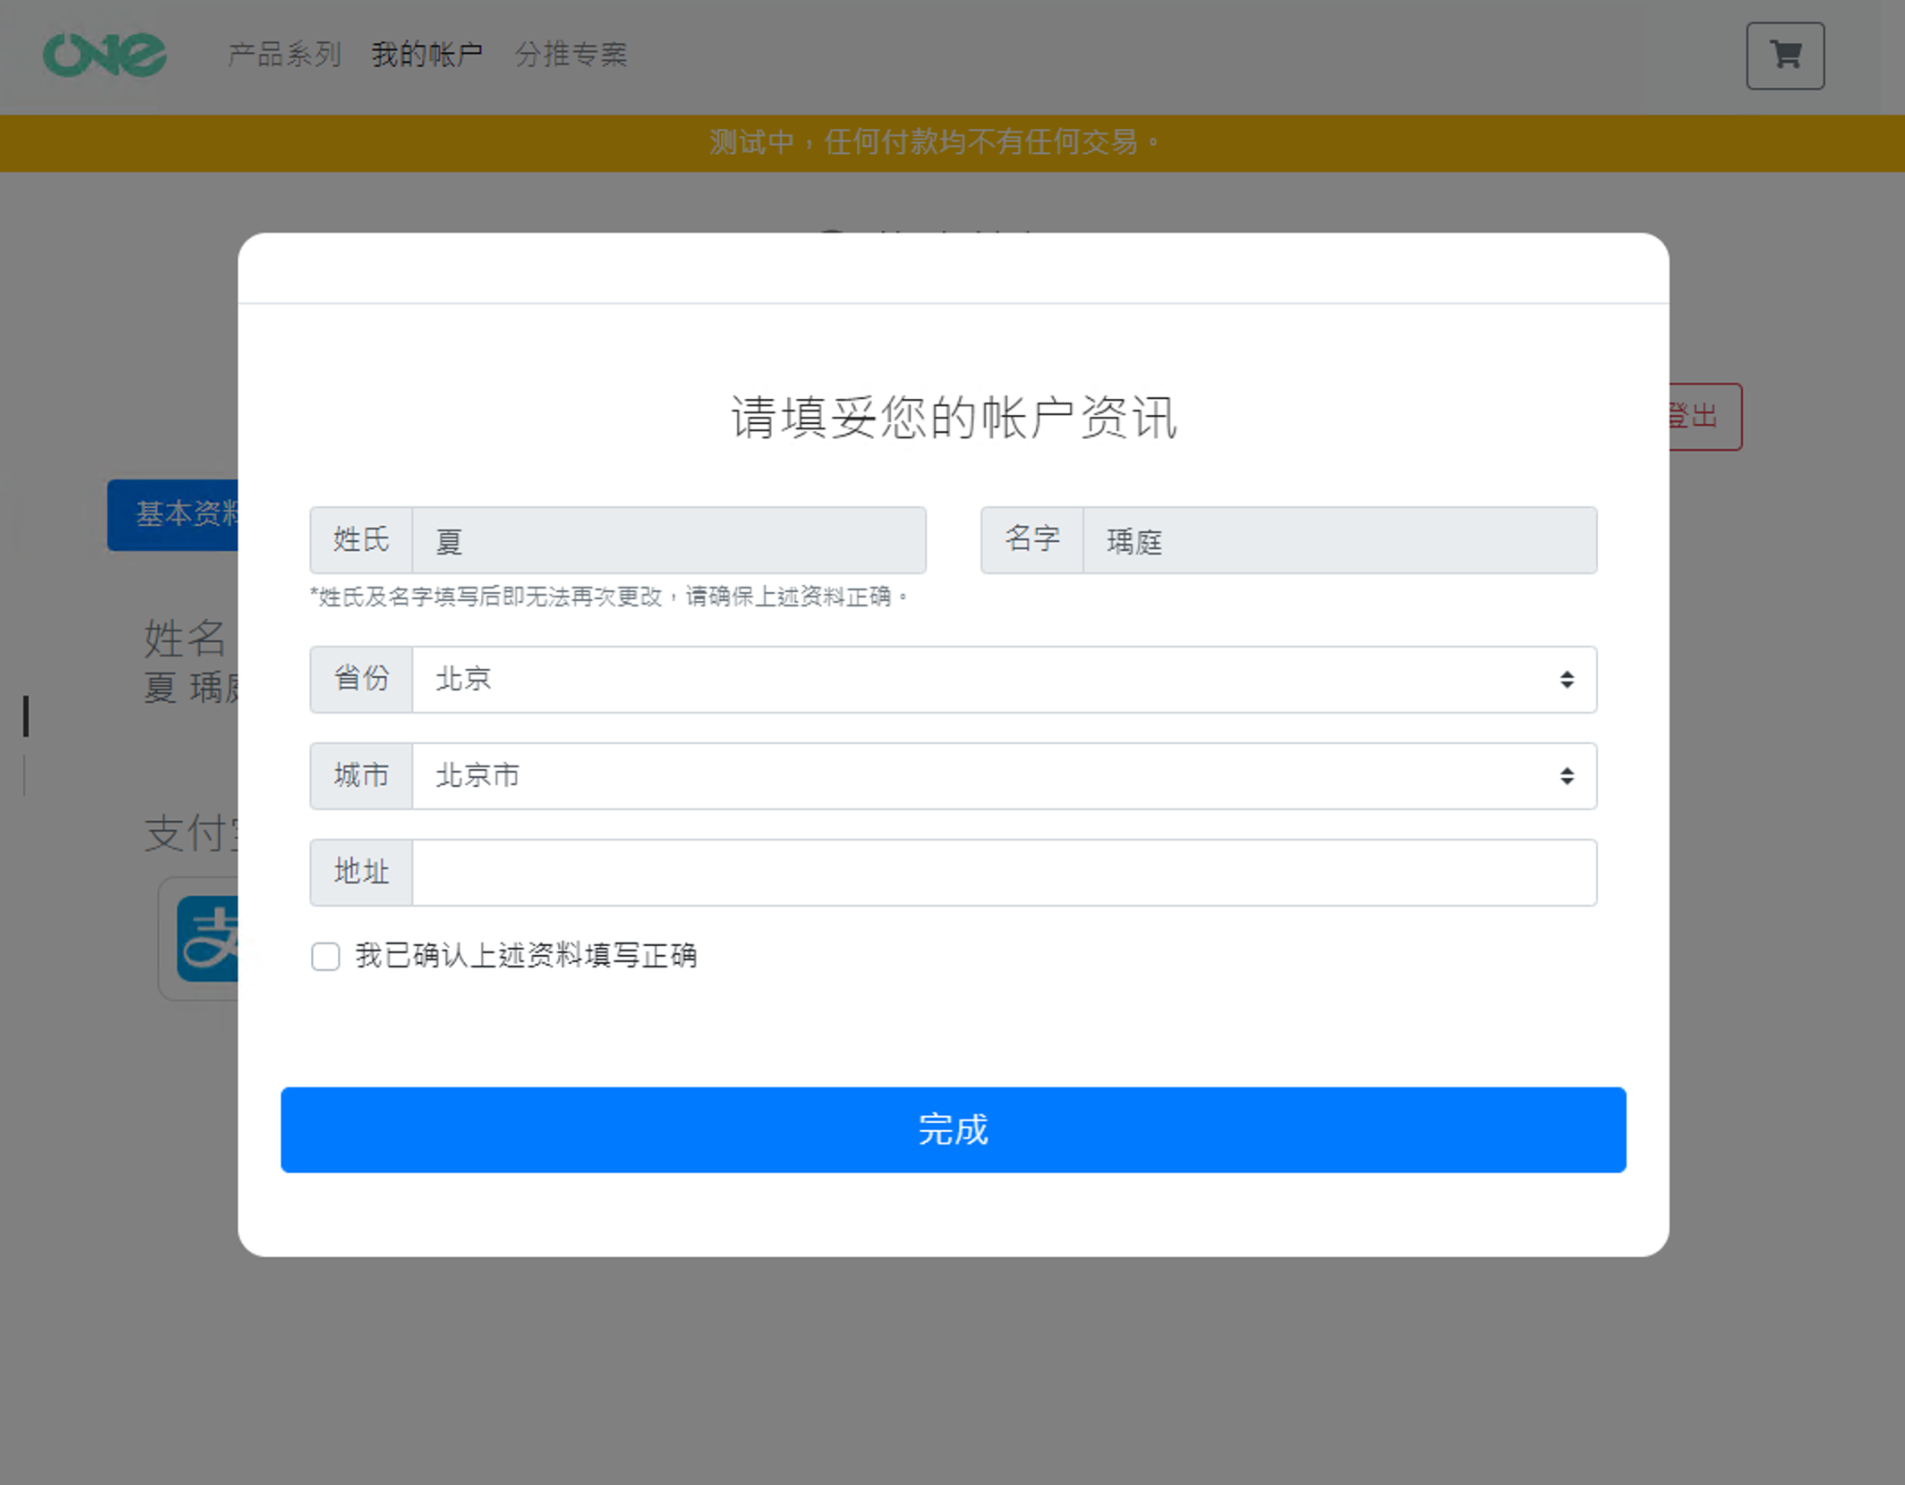 one
产品系列 我的帐户 分推专案
测试中，任何付款均不有任何交易。
请填妥您的帐户资讯
登出
基本资料
姓氏 夏 名字 瑀庭
*姓氏及名字填写后即无法再次更改，请确保上述资料正确。
姓名
夏 瑀庭
省份 北京
城市 北京市
支付宝
地址
支
我已确认上述资料填写正确
完成